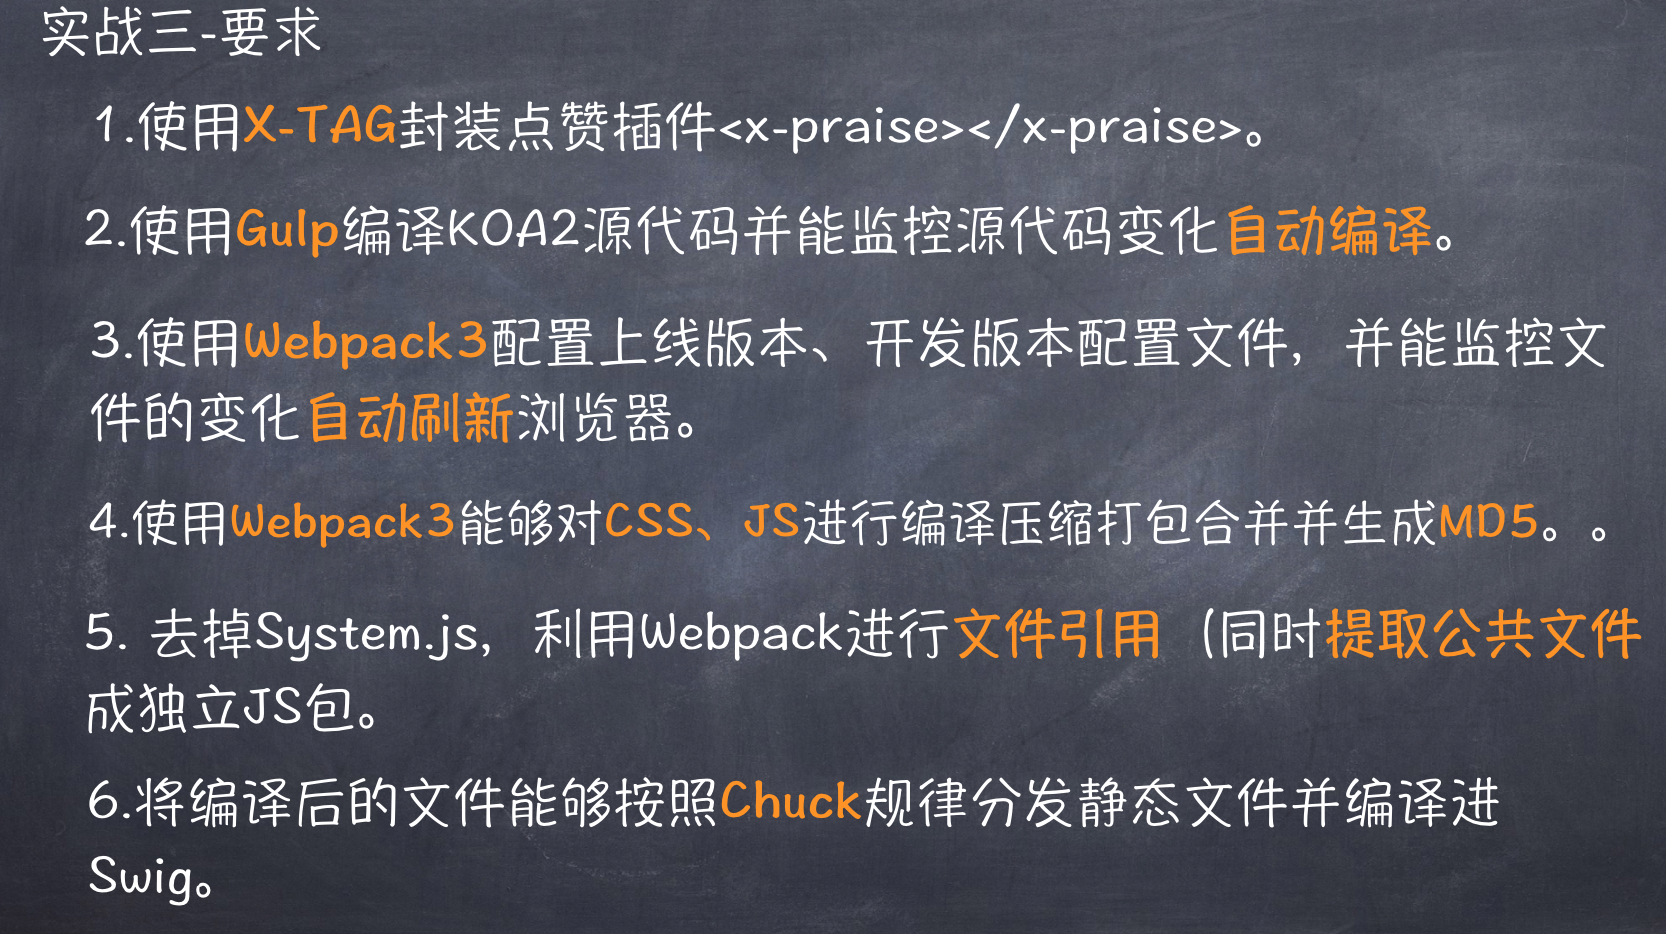 实战三-要求
1.使用X-TAG封装点赞插件<x-praise></x-praise>。
2.使用Gulp编译KOA2源代码并能监控源代码变化自动编译。
3.使用Webpack3配置上线版本、开发版本配置文件，并能监控文
件的变化自动刷新浏览器。
4.使用Webpack3能够对CSS、JS进行编译压缩打包合并并生成MD5。。
5. 去掉System.js，利用Webpack进行文件引用（同时提取公共文件
成独立JS包。
6.将编译后的文件能够按照Chuck规律分发静态文件并编译进
Swig。